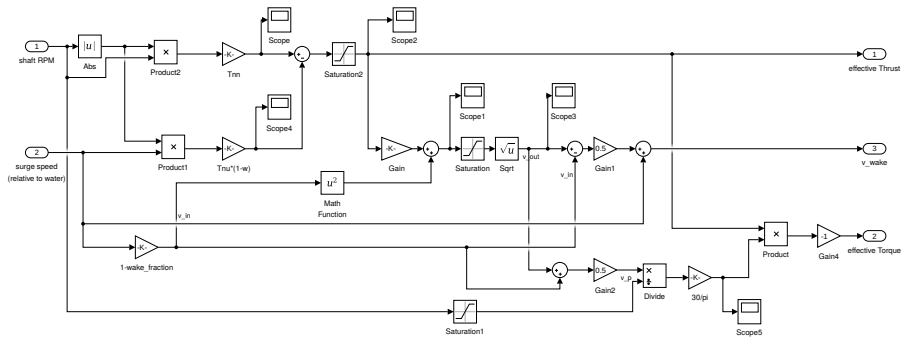 Scope
Scope2
1
shaft RPM
|u|
Abs
×
Product2
-K-
Tnn
Saturation2
1
effective Thrust
Scope4
Scope1
Scope3
2
surge speed
(relative to water)
×
Product1
-K-
Tnu*(1-w)
-K-
Gain
Saturation
√u
Sqrt
v_out
v_in
0.5
Gain1
3
v_wake
u²
Math
Function
v_in
-K-
1-wake_fraction
×
Product
-1
Gain4
2
effective Torque
0.5
Gain2
v_p
×
÷
Divide
-K-
30/pi
Scope5
Saturation1